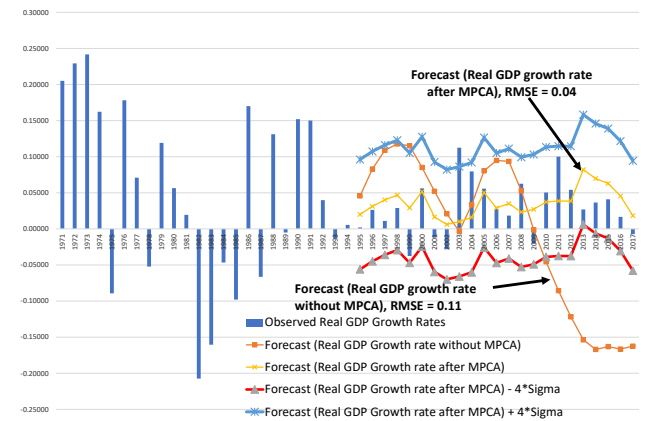 0.30000
0.25000
0.20000
0.15000
0.10000
0.05000
0.00000
-0.05000
-0.10000
-0.15000
-0.20000
-0.25000
1971 1972 1973 1974 1975 1976 1977 1978 1979 1980 1981 1982 1983 1984 1985 1986 1987 1988 1989 1990 1991 1992 1993 1994 1995 1996 1997 1998 1999 2000 2001 2002 2003 2004 2005 2006 2007 2008 2009 2010 2011 2012 2013 2014 2015 2016 2017
Forecast (Real GDP growth rate
after MPCA), RMSE = 0.04
Forecast (Real GDP growth rate
without MPCA), RMSE = 0.11
Observed Real GDP Growth Rates
Forecast (Real GDP Growth rate without MPCA)
Forecast (Real GDP Growth rate after MPCA)
Forecast (Real GDP Growth rate after MPCA) - 4*Sigma
Forecast (Real GDP Growth rate after MPCA) + 4*Sigma